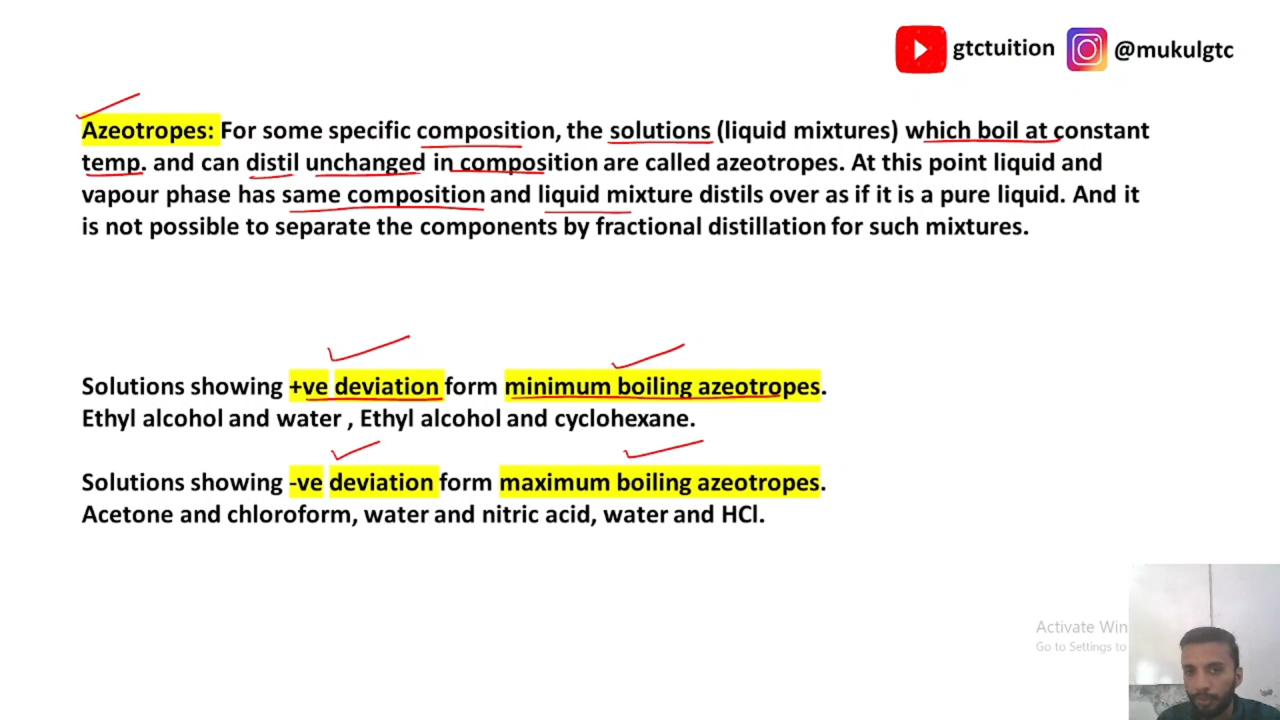 gtctuition @mukulgtc
Azeotropes: For some specific composition, the solutions (liquid mixtures) which boil at constant
temp. and can distil unchanged in composition are called azeotropes. At this point liquid and
vapour phase has same composition and liquid mixture distils over as if it is a pure liquid. And it
is not possible to separate the components by fractional distillation for such mixtures.
Solutions showing +ve deviation form minimum boiling azeotropes.
Ethyl alcohol and water , Ethyl alcohol and cyclohexane.
Solutions showing -ve deviation form maximum boiling azeotropes.
Acetone and chloroform, water and nitric acid, water and HCl.
Activate Win
Go to Settings to